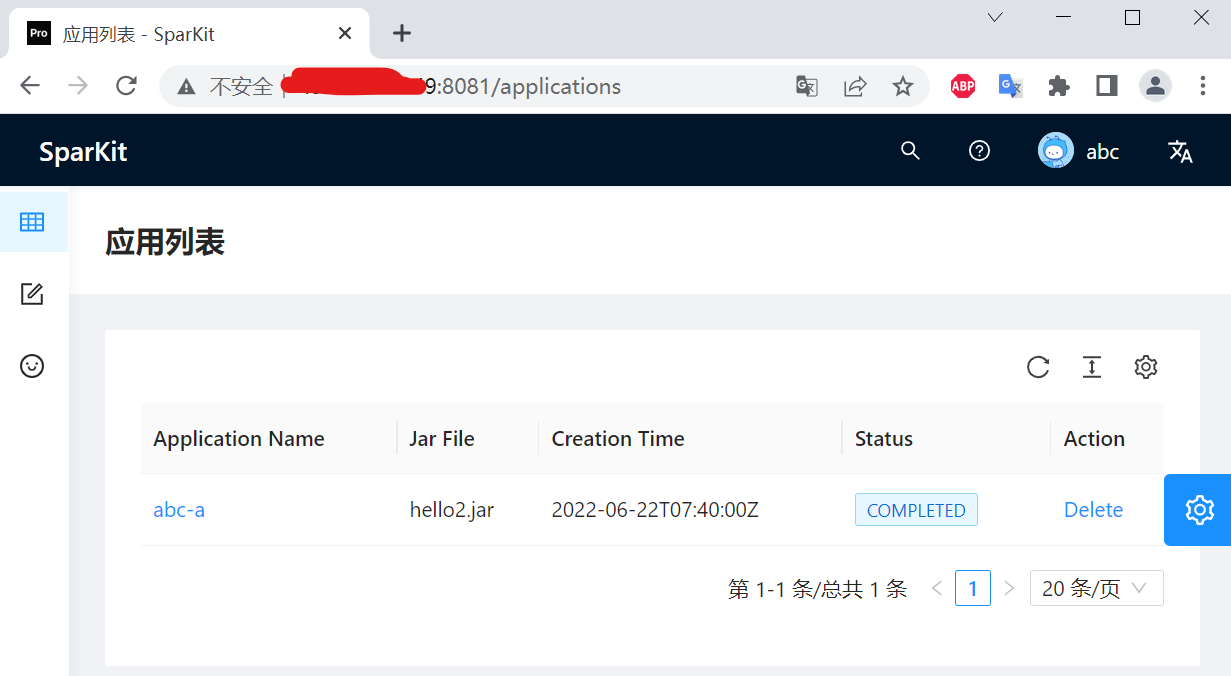 Pro 应用列表 - SparKit
不安全 9:8081/applications
ABP
SparKit abc
应用列表
Application Name Jar File Creation Time Status Action
abc-a hello2.jar 2022-06-22T07:40:00Z COMPLETED Delete
第 1-1 条/总共 1 条 1 20 条/页